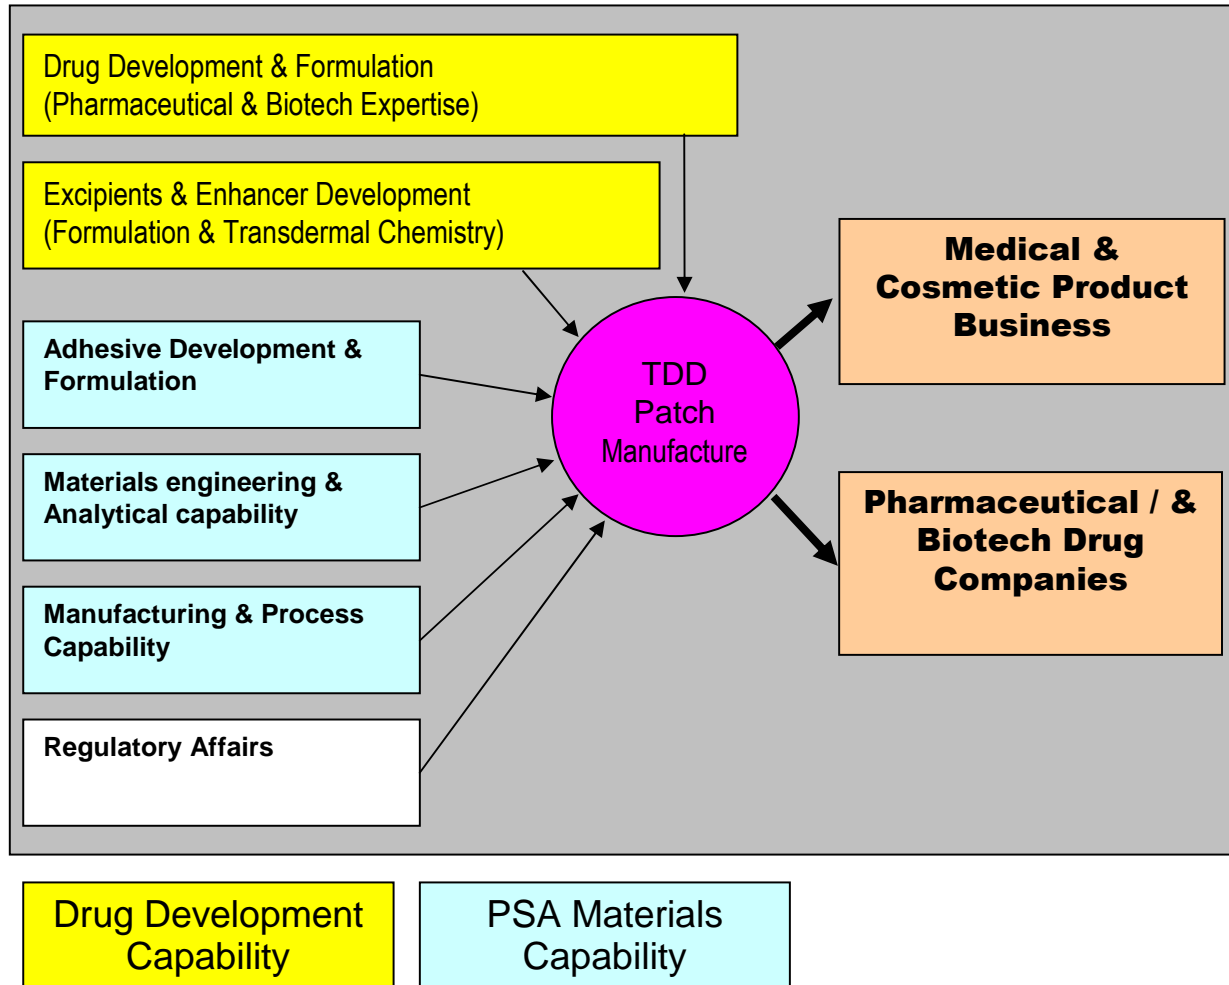 Drug Development & Formulation
(Pharmaceutical & Biotech Expertise)
Excipients & Enhancer Development
(Formulation & Transdermal Chemistry)
Adhesive Development &
Formulation
Materials engineering &
Analytical capability
Manufacturing & Process
Capability
Regulatory Affairs
TDD
Patch
Manufacture
Medical &
Cosmetic Product
Business
Pharmaceutical / &
Biotech Drug
Companies
Drug Development
Capability
PSA Materials
Capability